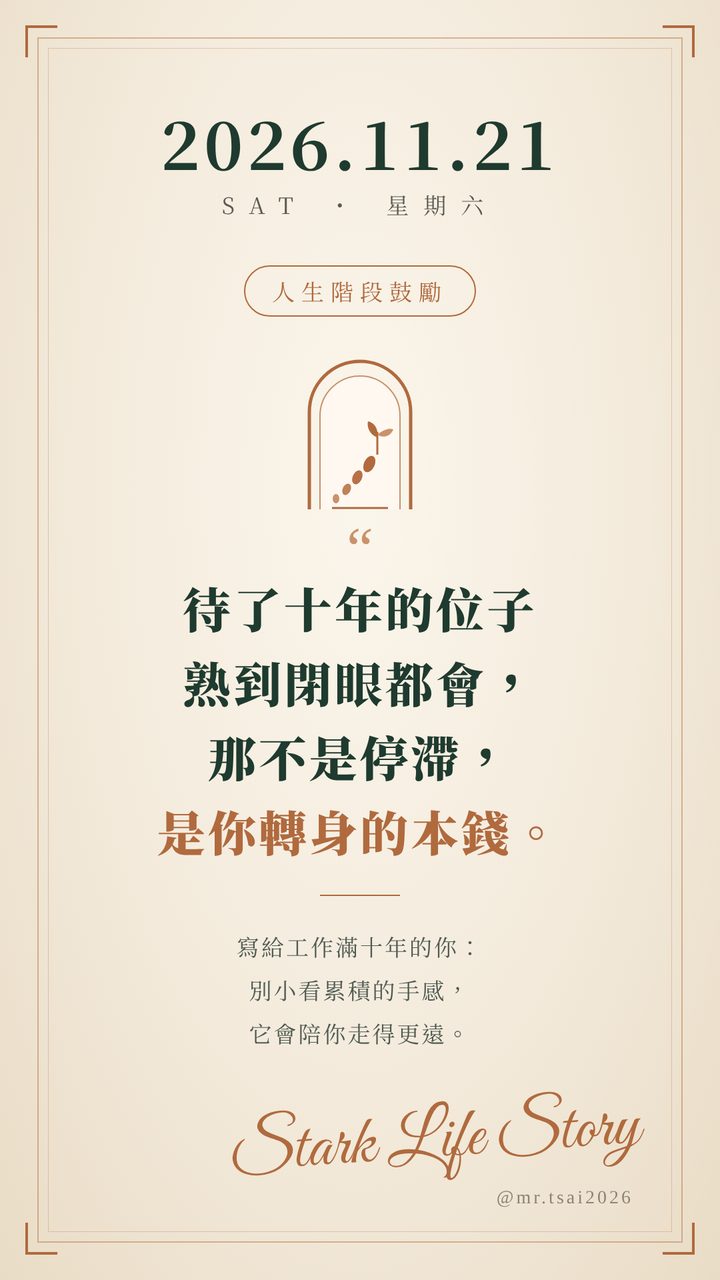 2026.11.21
SAT · 星期六
人生階段鼓勵
“
待了十年的位子
熟到閉眼都會，
那不是停滯，
是你轉身的本錢。
寫給工作滿十年的你：
別小看累積的手感，
它會陪你走得更遠。
Stark Life Story
@mr.tsai2026